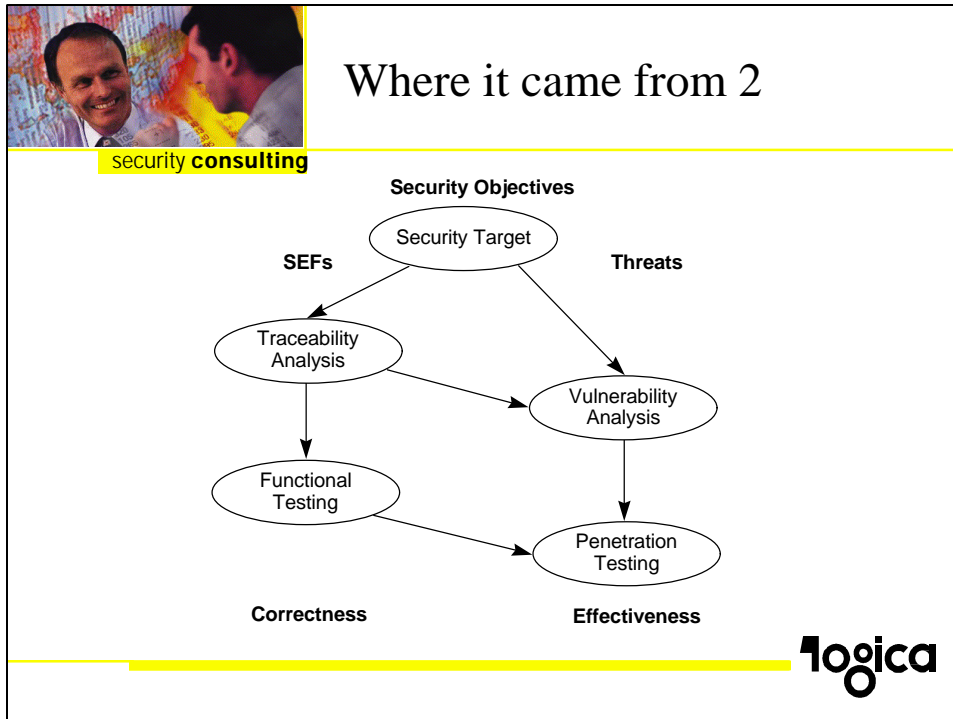 Where it came from 2
security consulting
Security Objectives
Security Target
SEFs
Threats
Traceability
Analysis
Vulnerability
Analysis
Functional
Testing
Penetration
Testing
Correctness
Effectiveness
logica